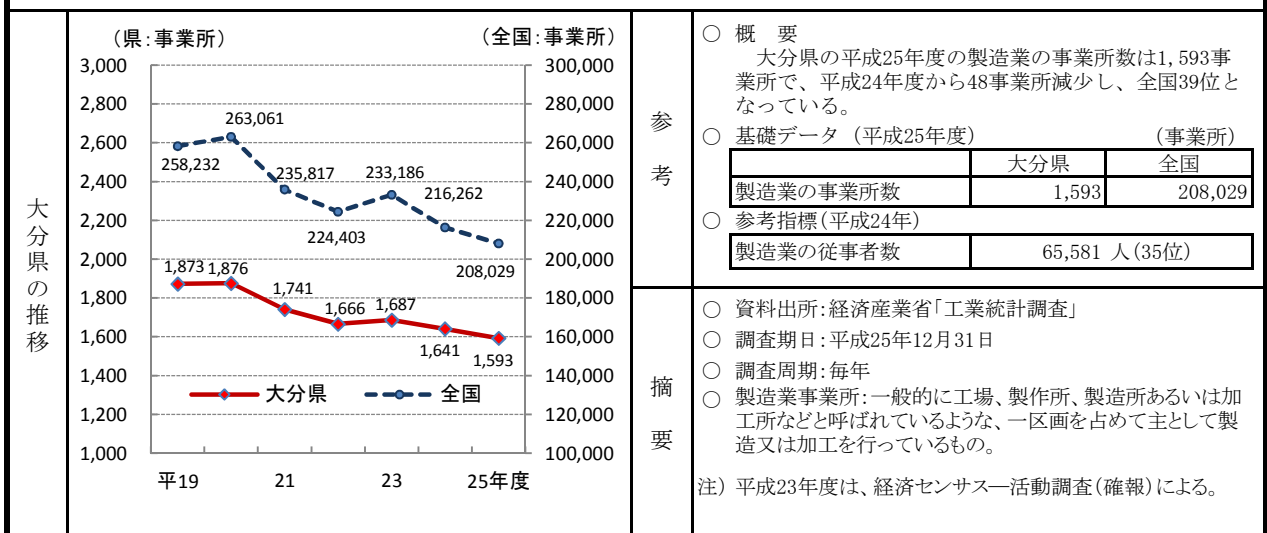 大分県の推移
（県：事業所）
（全国：事業所）
3,000
2,800
2,600
2,400
2,200
2,000
1,800
1,600
1,400
1,200
1,000
300,000
280,000
260,000
240,000
220,000
200,000
180,000
160,000
140,000
120,000
100,000
258,232
263,061
235,817
224,403
233,186
216,262
208,029
1,873
1,876
1,741
1,666
1,687
1,641
1,593
大分県
全国
平19
21
23
25年度
参考
○ 概　要
大分県の平成25年度の製造業の事業所数は1,593事
業所で、平成24年度から48事業所減少し、全国39位と
なっている。
○ 基礎データ （平成25年度） （事業所）
大分県 全国
製造業の事業所数 1,593 208,029
○ 参考指標（平成24年）
製造業の従事者数 65,581 人（35位）
摘要
○ 資料出所：経済産業省「工業統計調査」
○ 調査期日：平成25年12月31日
○ 調査周期：毎年
○ 製造業事業所：一般的に工場、製作所、製造所あるいは加
工所などと呼ばれているような、一区画を占めて主として製
造又は加工を行っているもの。
注） 平成23年度は、経済センサス―活動調査（確報）による。